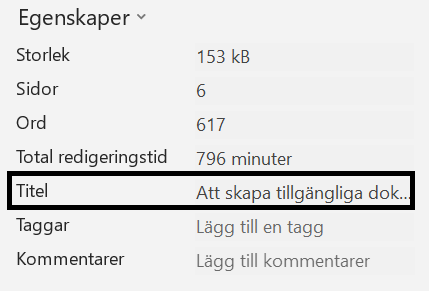 Egenskaper
Storlek 153 kB
Sidor 6
Ord 617
Total redigeringstid 796 minuter
Titel Att skapa tillgängliga dok...
Taggar Lägg till en tagg
Kommentarer Lägg till kommentarer